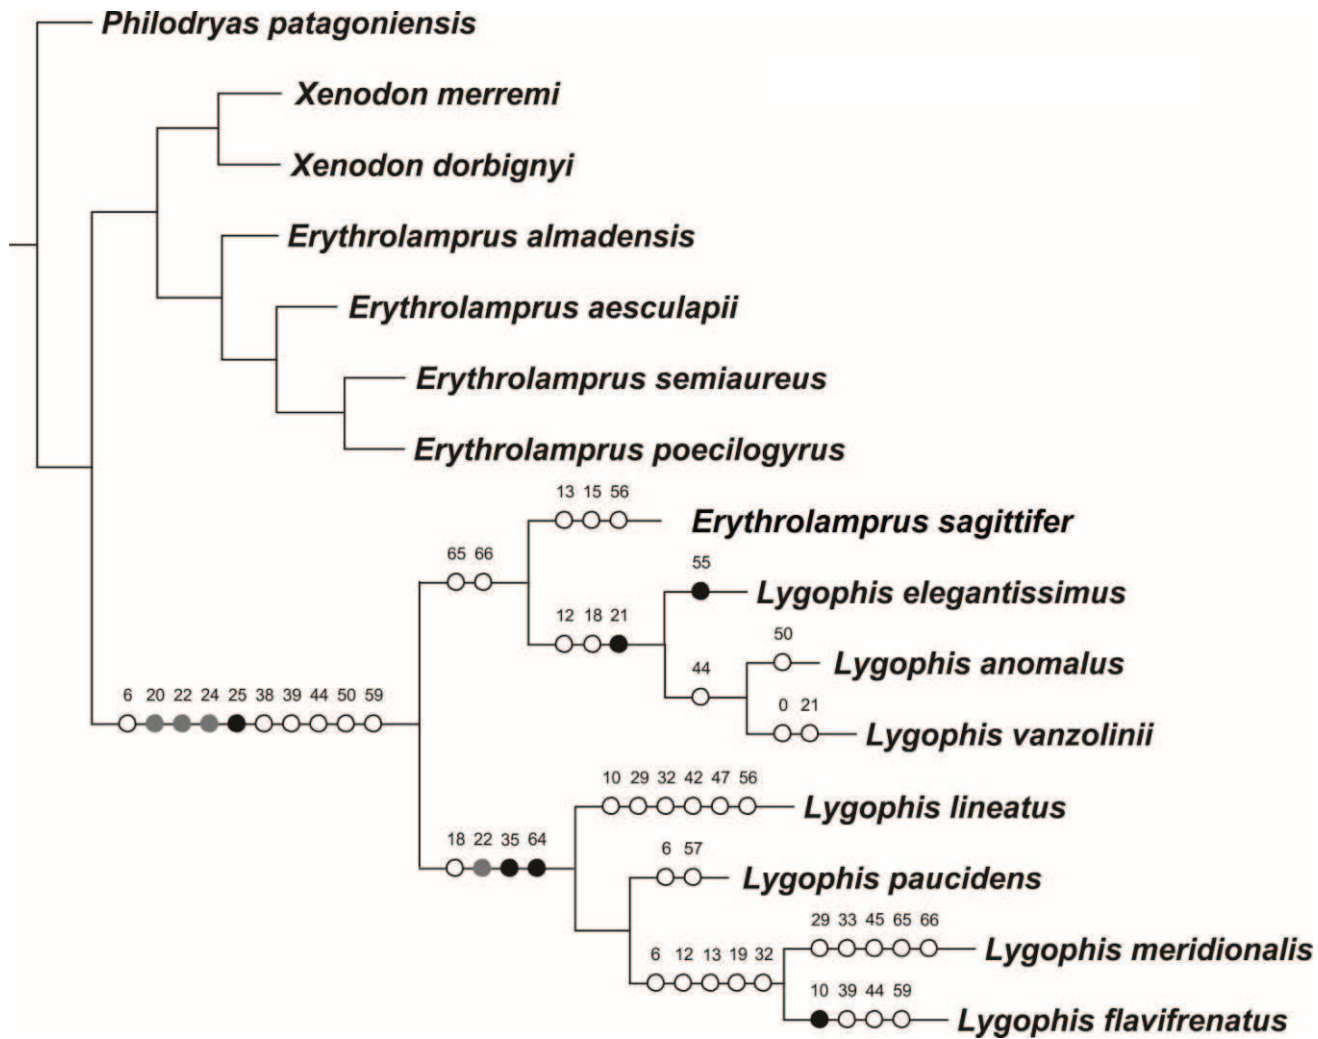 Philodryas patagoniensis
Xenodon merremi
Xenodon dorbignyi
Erythrolamprus almadensis
Erythrolamprus aesculapii
Erythrolamprus semiaureus
Erythrolamprus poecilogyrus
13 15 56
Erythrolamprus sagittifer
65 66
55
Lygophis elegantissimus
12 18 21
50
Lygophis anomalus
44
6 20 22 24 25 38 39 44 50 59
0 21
Lygophis vanzolinii
10 29 32 42 47 56
Lygophis lineatus
18 22 35 64
6 57
Lygophis paucidens
29 33 45 65 66
Lygophis meridionalis
6 12 13 19 32
10 39 44 59
Lygophis flavifrenatus